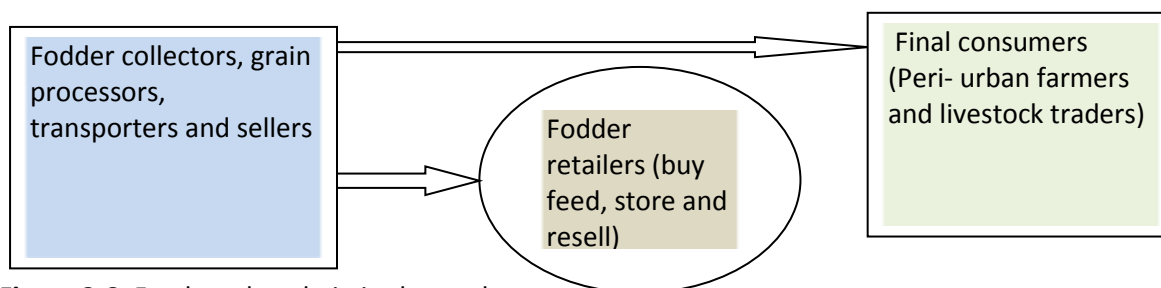 Fodder collectors, grain
processors,
transporters and sellers
Final consumers
(Peri- urban farmers
and livestock traders)
Fodder
retailers (buy
feed, store and
resell)